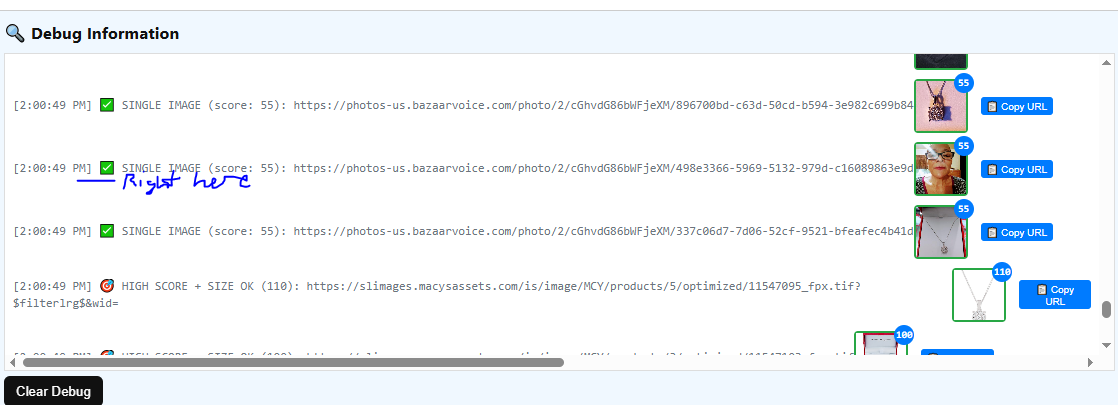 🔍 Debug Information
55
[2:00:49 PM] ✅ SINGLE IMAGE (score: 55): https://photos-us.bazaarvoice.com/photo/2/cGhvdG86bWFjeXM/896700bd-c63d-50cd-b594-3e982c699b84
📋 Copy URL
55
[2:00:49 PM] ✅ SINGLE IMAGE (score: 55): https://photos-us.bazaarvoice.com/photo/2/cGhvdG86bWFjeXM/498e3366-5969-5132-979d-c16089863e9d
📋 Copy URL
Right here
55
[2:00:49 PM] ✅ SINGLE IMAGE (score: 55): https://photos-us.bazaarvoice.com/photo/2/cGhvdG86bWFjeXM/337c06d7-7d06-52cf-9521-bfeafec4b41d
📋 Copy URL
110
[2:00:49 PM] 🎯 HIGH SCORE + SIZE OK (110): https://slimages.macysassets.com/is/image/MCY/products/5/optimized/11547095_fpx.tif?
$filterlrg$&wid=
📋 Copy
URL
100
Clear Debug